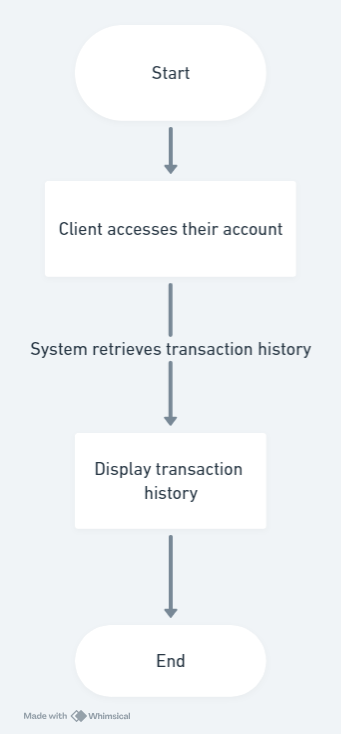 Start
Client accesses their account
System retrieves transaction history
Display transaction
history
End
Made with Whimsical